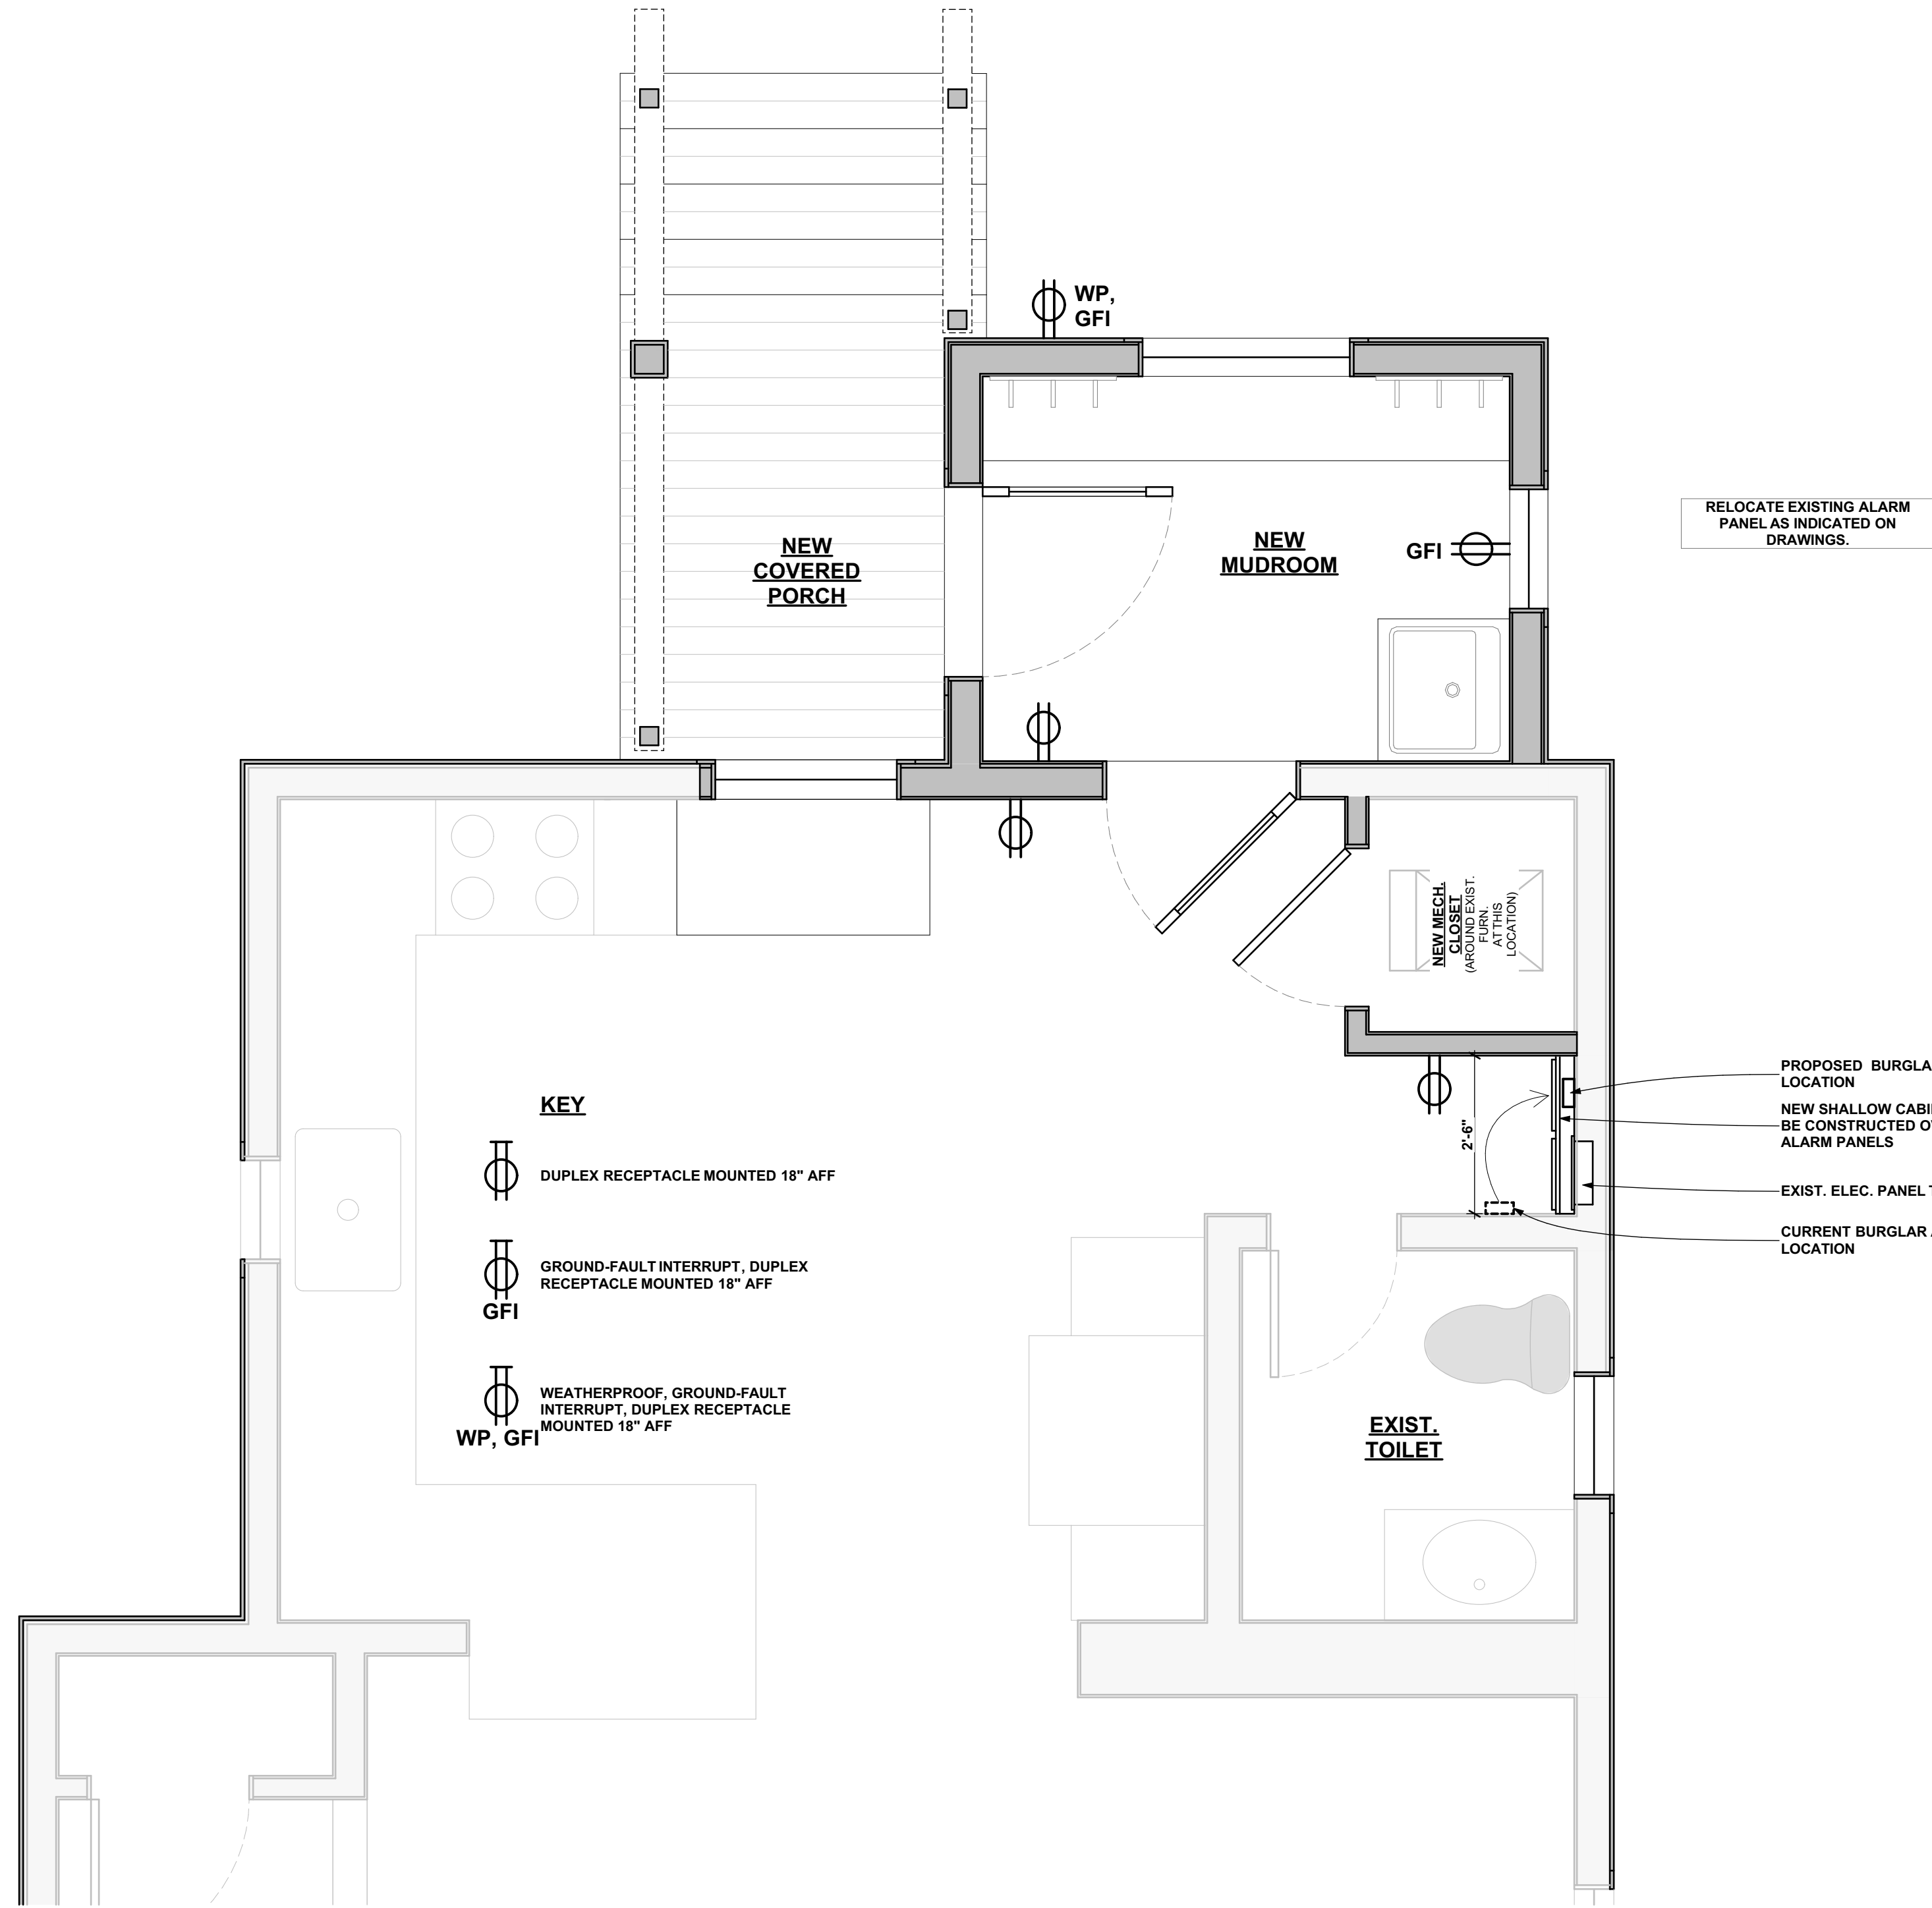 WP,
GFI
RELOCATE EXISTING ALARM
PANEL AS INDICATED ON
DRAWINGS.
NEW
COVERED
PORCH
NEW
MUDROOM
GFI
NEW MECH.
CLOSET
(AROUND EXIST.
FURN.
AT THIS
LOCATION)
2'-6"
PROPOSED BURGLA
LOCATION
NEW SHALLOW CABI
BE CONSTRUCTED O
ALARM PANELS
EXIST. ELEC. PANEL T
CURRENT BURGLAR
LOCATION
KEY
DUPLEX RECEPTACLE MOUNTED 18" AFF
GROUND-FAULT INTERRUPT, DUPLEX
RECEPTACLE MOUNTED 18" AFF
GFI
WEATHERPROOF, GROUND-FAULT
INTERRUPT, DUPLEX RECEPTACLE
MOUNTED 18" AFF
WP, GFI
EXIST.
TOILET